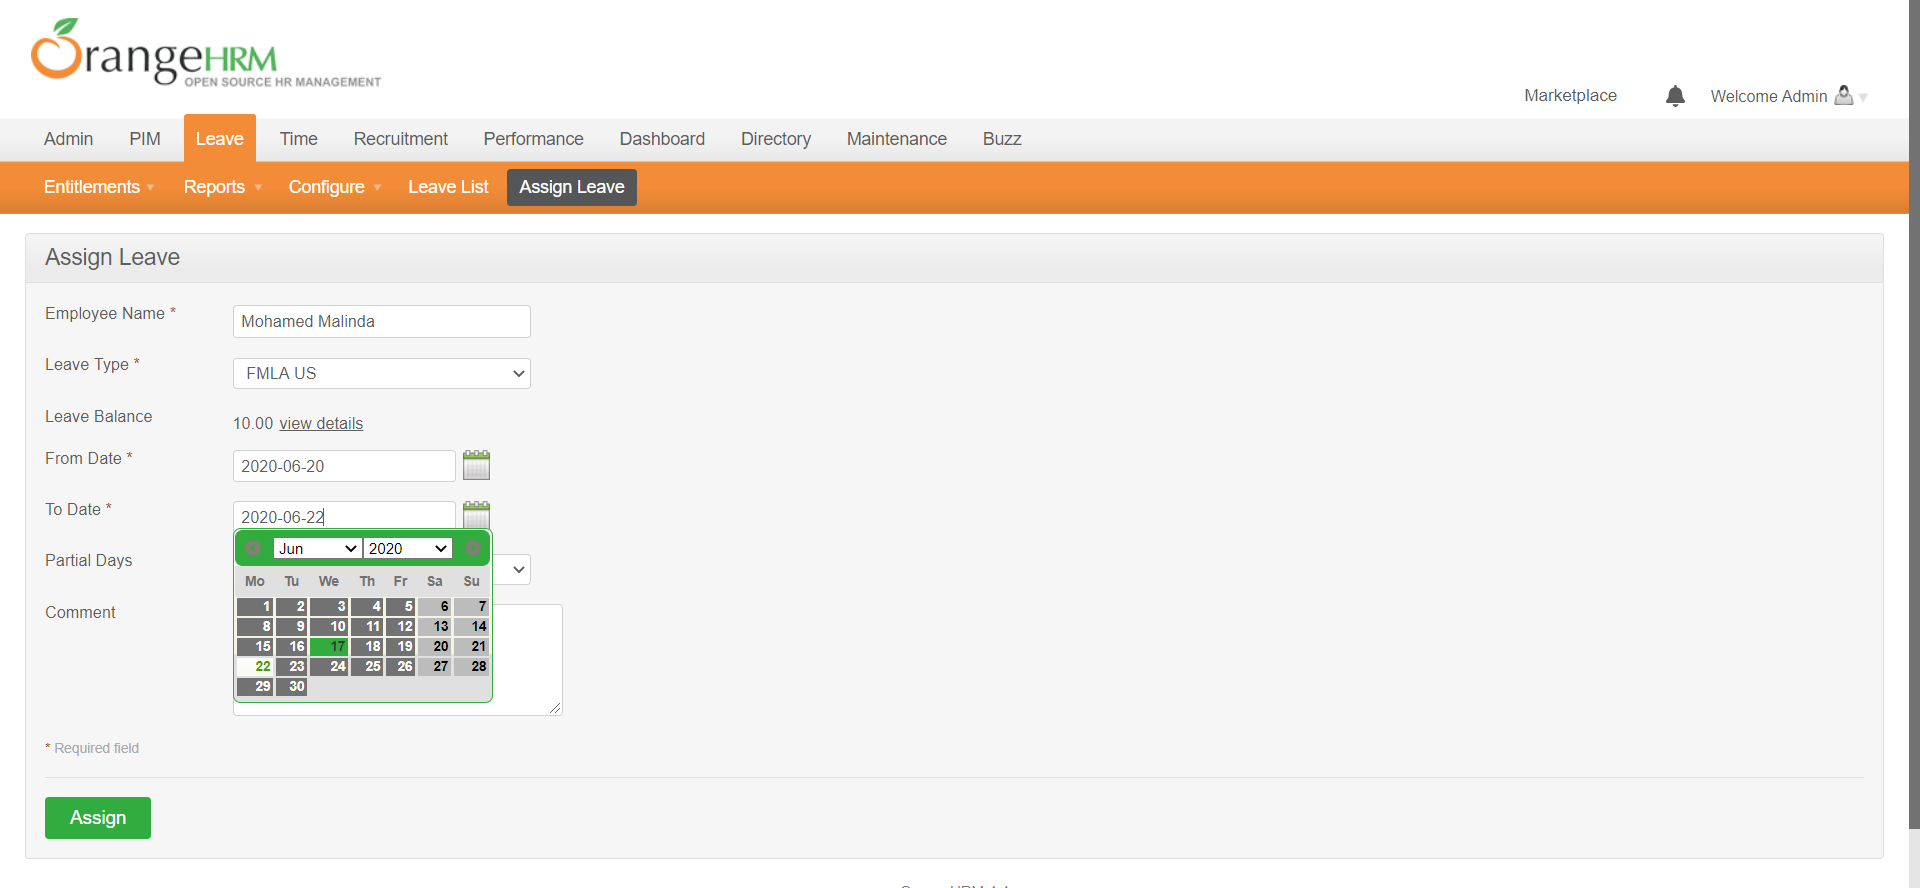 OrangeHRM
OPEN SOURCE HR MANAGEMENT
Marketplace Welcome Admin
Admin PIM Leave Time Recruitment Performance Dashboard Directory Maintenance Buzz
Entitlements Reports Configure Leave List Assign Leave
Assign Leave
Employee Name * Mohamed Malinda
Leave Type * FMLA US
Leave Balance 10.00 view details
From Date * 2020-06-20
To Date * 2020-06-22
Jun 2020
Partial Days
Mo Tu We Th Fr Sa Su
1 2 3 4 5 6 7
Comment
8 9 10 11 12 13 14
15 16 17 18 19 20 21
22 23 24 25 26 27 28
29 30
* Required field
Assign